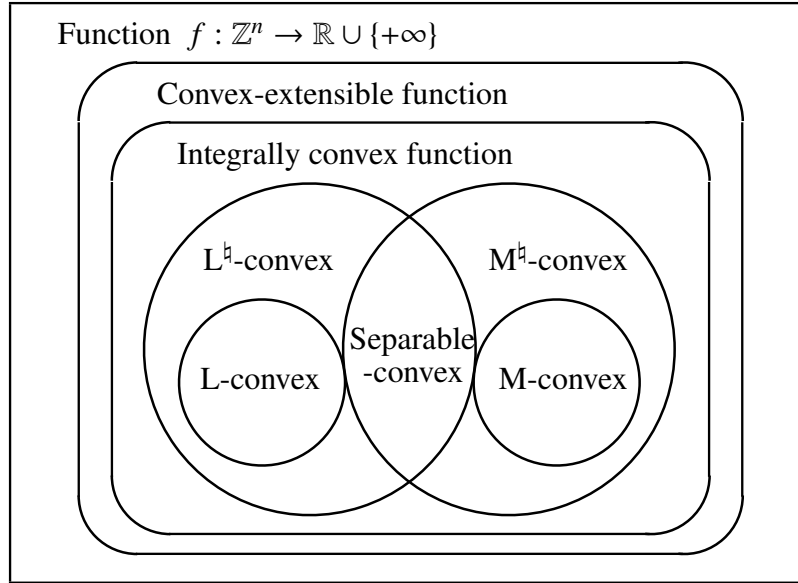 Function f : ℤⁿ → ℝ ∪ {+∞}
Convex-extensible function
Integrally convex function
L♮-convex
M♮-convex
Separable
-convex
L-convex
M-convex